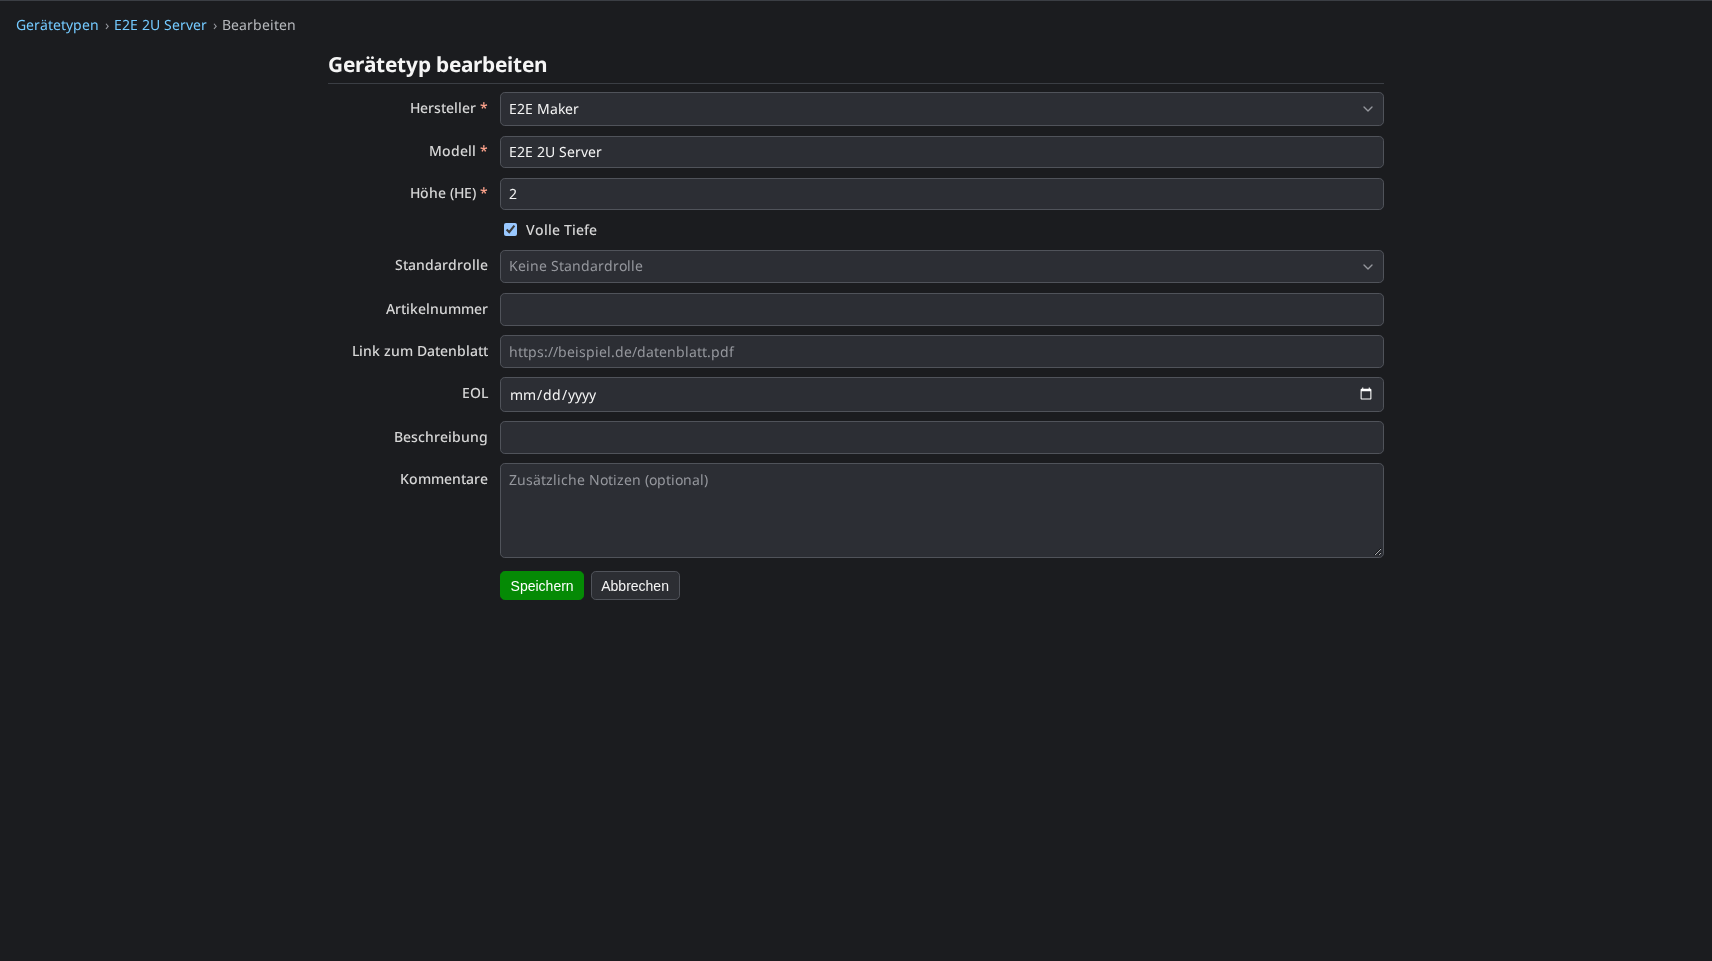 Gerätetypen › E2E 2U Server › Bearbeiten
Gerätetyp bearbeiten
Hersteller * E2E Maker
Modell * E2E 2U Server
Höhe (HE) * 2
Volle Tiefe
Standardrolle Keine Standardrolle
Artikelnummer
Link zum Datenblatt https://beispiel.de/datenblatt.pdf
EOL mm/dd/yyyy
Beschreibung
Kommentare Zusätzliche Notizen (optional)
Speichern Abbrechen